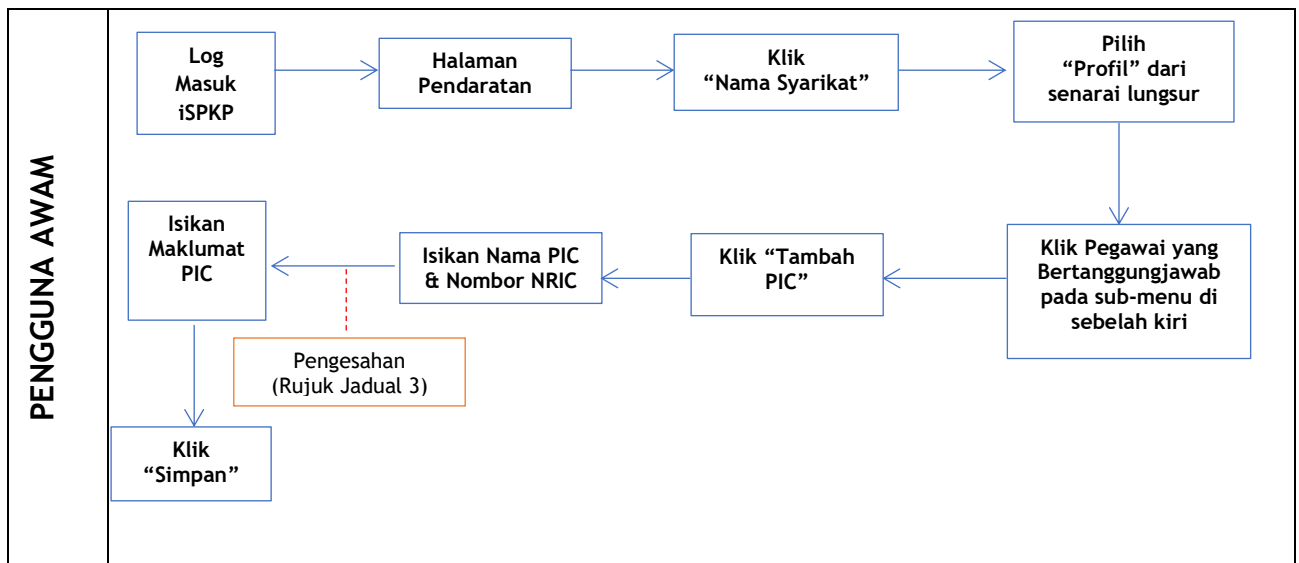 PENGGUNA AWAM
Log
Masuk
iSPKP
Halaman
Pendaratan
Klik
“Nama Syarikat”
Pilih
“Profil” dari
senarai lungsur
Klik Pegawai yang
Bertanggungjawab
pada sub-menu di
sebelah kiri
Klik “Tambah
PIC”
Isikan Nama PIC
& Nombor NRIC
Pengesahan
(Rujuk Jadual 3)
Isikan
Maklumat
PIC
Klik
“Simpan”